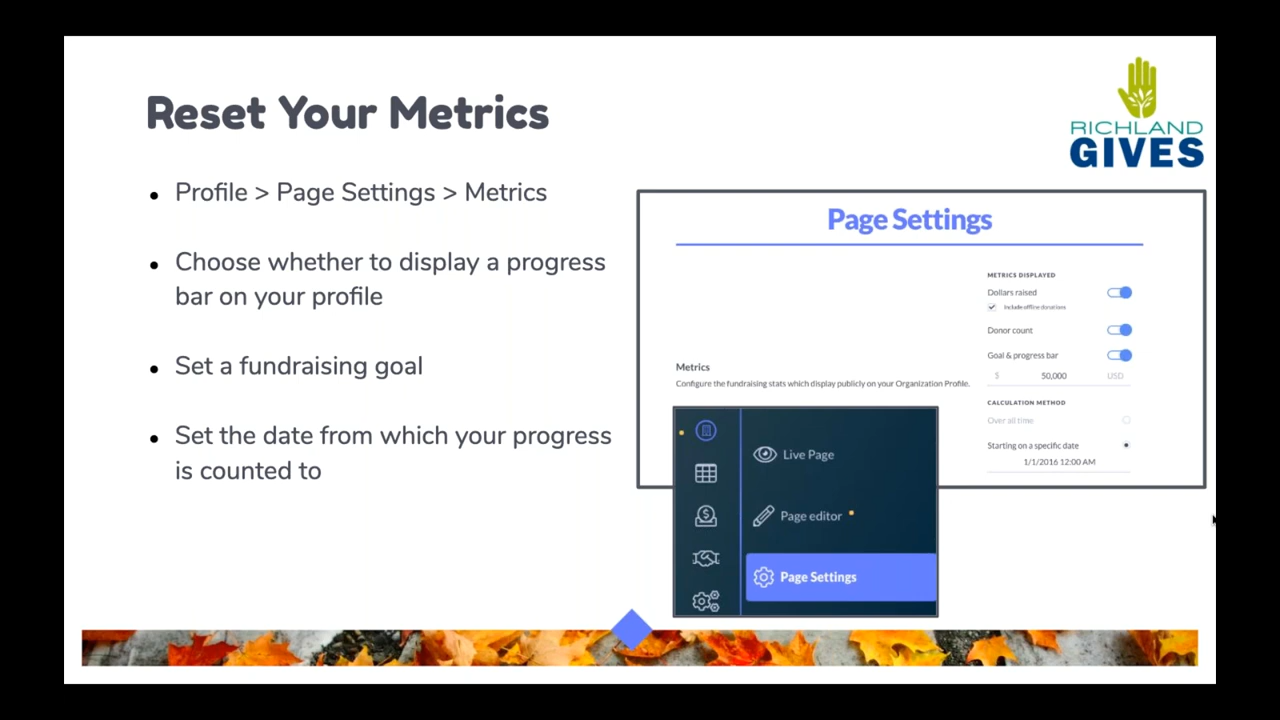 Reset Your Metrics
RICHLAND
GIVES
Profile > Page Settings > Metrics
Choose whether to display a progress
bar on your profile
Set a fundraising goal
Set the date from which your progress
is counted to
Page Settings
METRICS DISPLAYED
Dollars raised
Include offline donations
Donor count
Goal & progress bar
$ 50,000 USD
Metrics
Configure the fundraising stats which display publicly on your Organization Profile.
CALCULATION METHOD
Over all time
Starting on a specific date
1/1/2016 12:00 AM
Live Page
Page editor
Page Settings